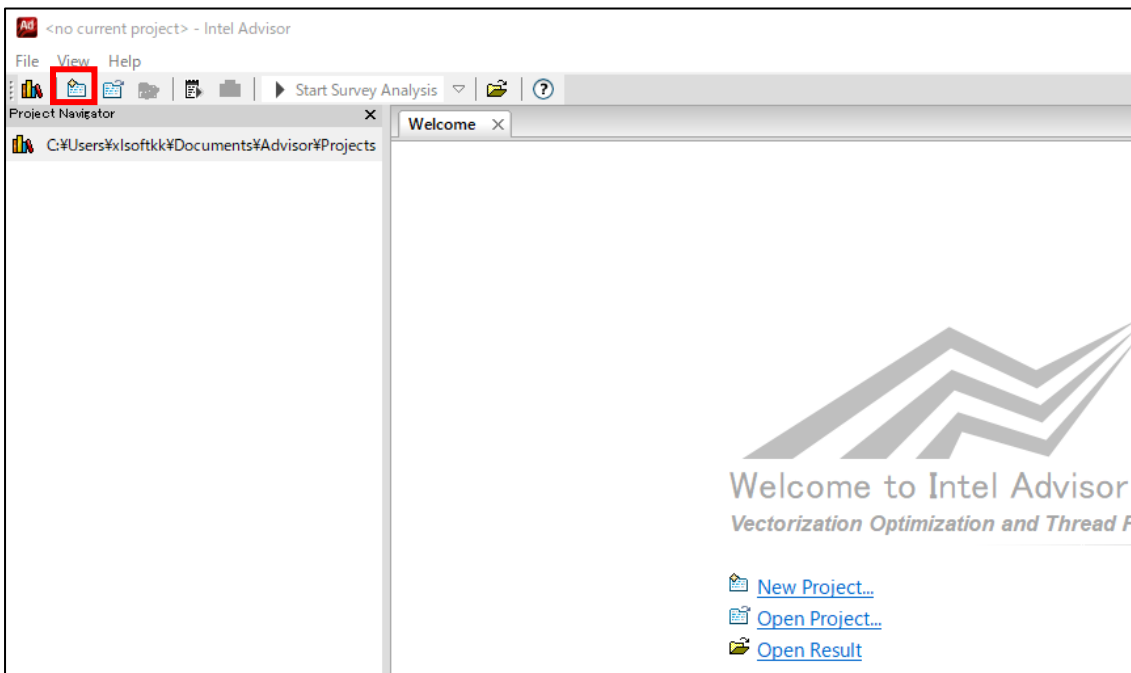 Ad <no current project> - Intel Advisor
File View Help
Start Survey Analysis
Project Navigator
Welcome
C:¥Users¥xlsoftkk¥Documents¥Advisor¥Projects
Welcome to Intel Advisor
Vectorization Optimization and Thread
New Project...
Open Project...
Open Result